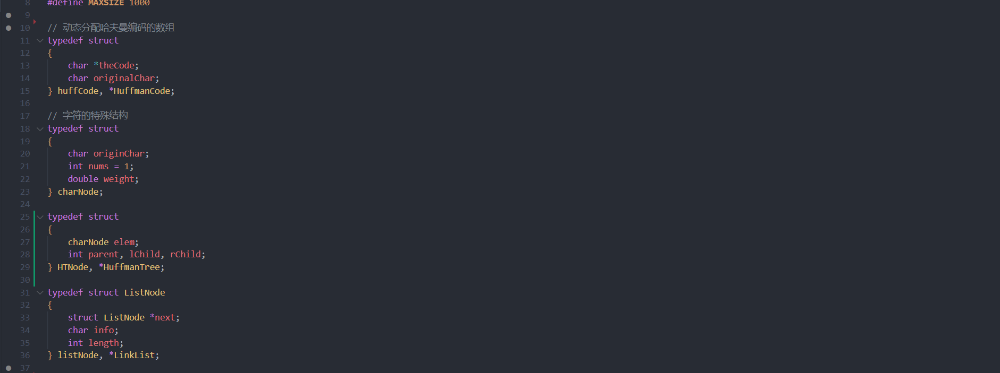 8 #define MAXSIZE 1000
9
10 // 动态分配哈夫曼编码的数组
11 typedef struct
12 {
13 char *theCode;
14 char originalChar;
15 } huffCode, *HuffmanCode;
16
17 // 字符的特殊结构
18 typedef struct
19 {
20 char originChar;
21 int nums = 1;
22 double weight;
23 } charNode;
24
25 typedef struct
26 {
27 charNode elem;
28 int parent, lChild, rChild;
29 } HTNode, *HuffmanTree;
30
31 typedef struct ListNode
32 {
33 struct ListNode *next;
34 char info;
35 int length;
36 } listNode, *LinkList;
37